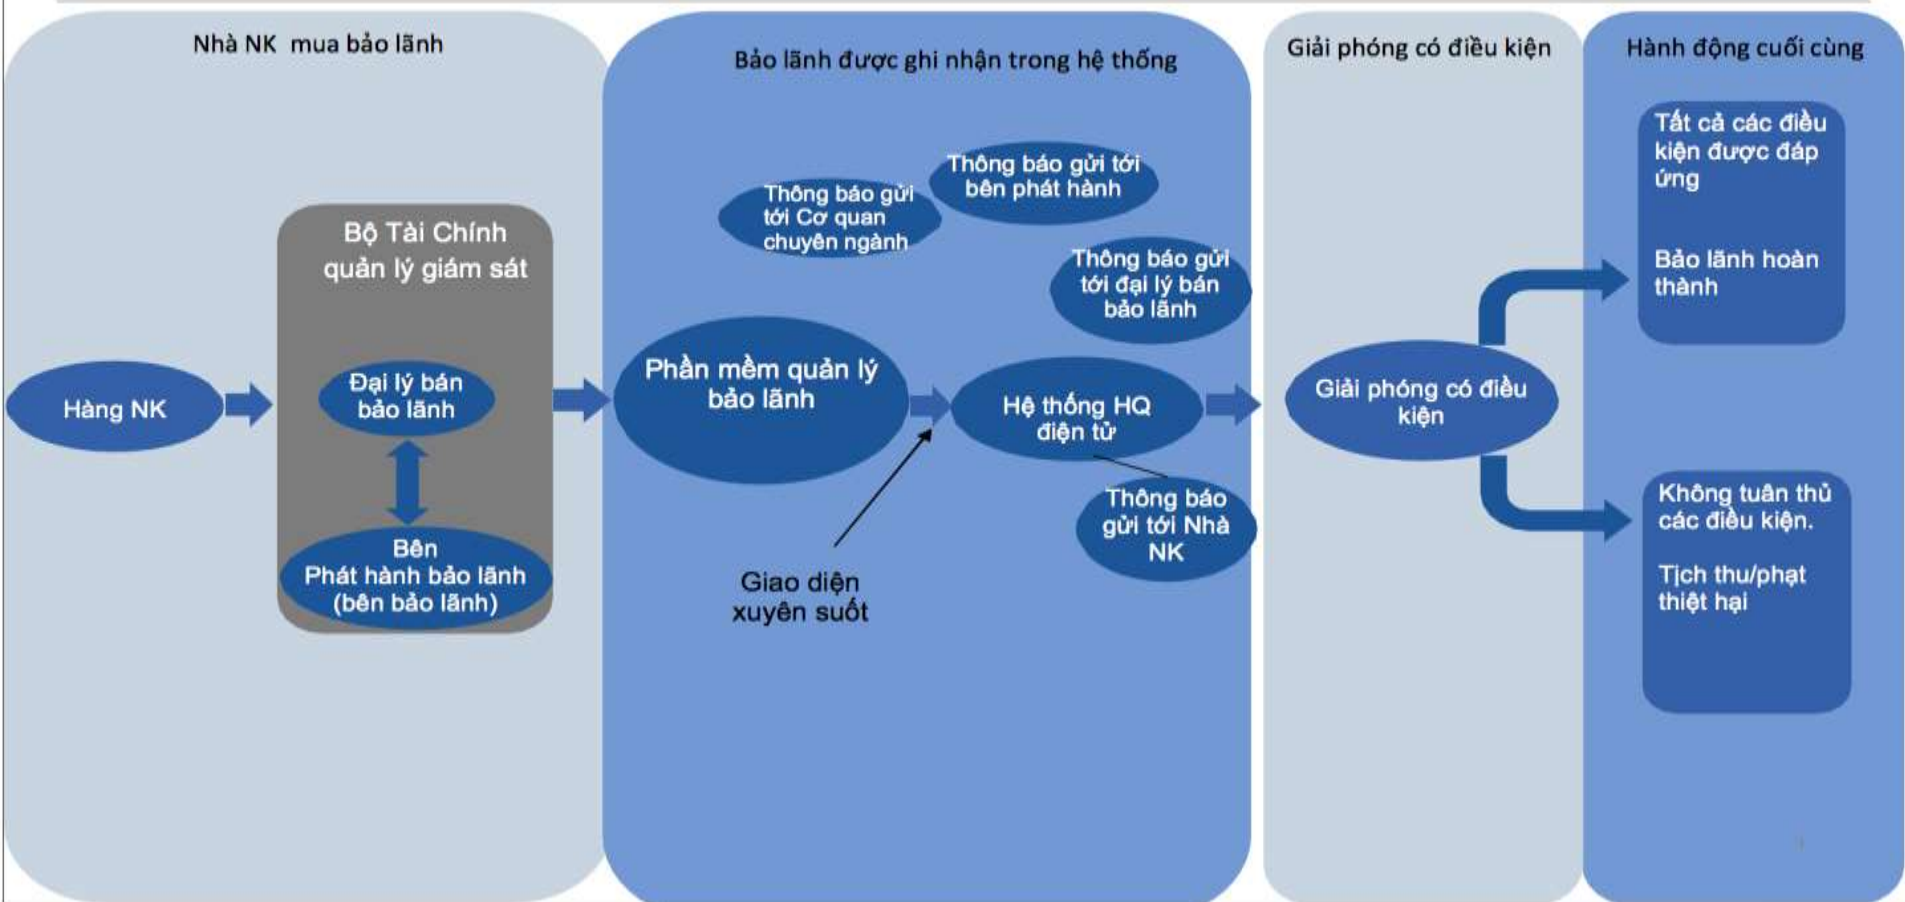 Nhà NK mua bảo lãnh
Bộ Tài Chính
quản lý giám sát
Hàng NK
Đại lý bán
bảo lãnh
Bên
Phát hành bảo lãnh
(bên bảo lãnh)
Bảo lãnh được ghi nhận trong hệ thống
Thông báo gửi
tới Cơ quan
chuyên ngành
Thông báo gửi tới
bên phát hành
Thông báo gửi
tới đại lý bán
bảo lãnh
Phần mềm quản lý
bảo lãnh
Hệ thống HQ
điện tử
Thông báo
gửi tới Nhà
NK
Giao diện
xuyên suốt
Giải phóng có điều kiện
Giải phóng có điều
kiện
Hành động cuối cùng
Tất cả các điều
kiện được đáp
ứng
Bảo lãnh hoàn
thành
Không tuân thủ
các điều kiện.
Tịch thu/phạt
thiệt hại